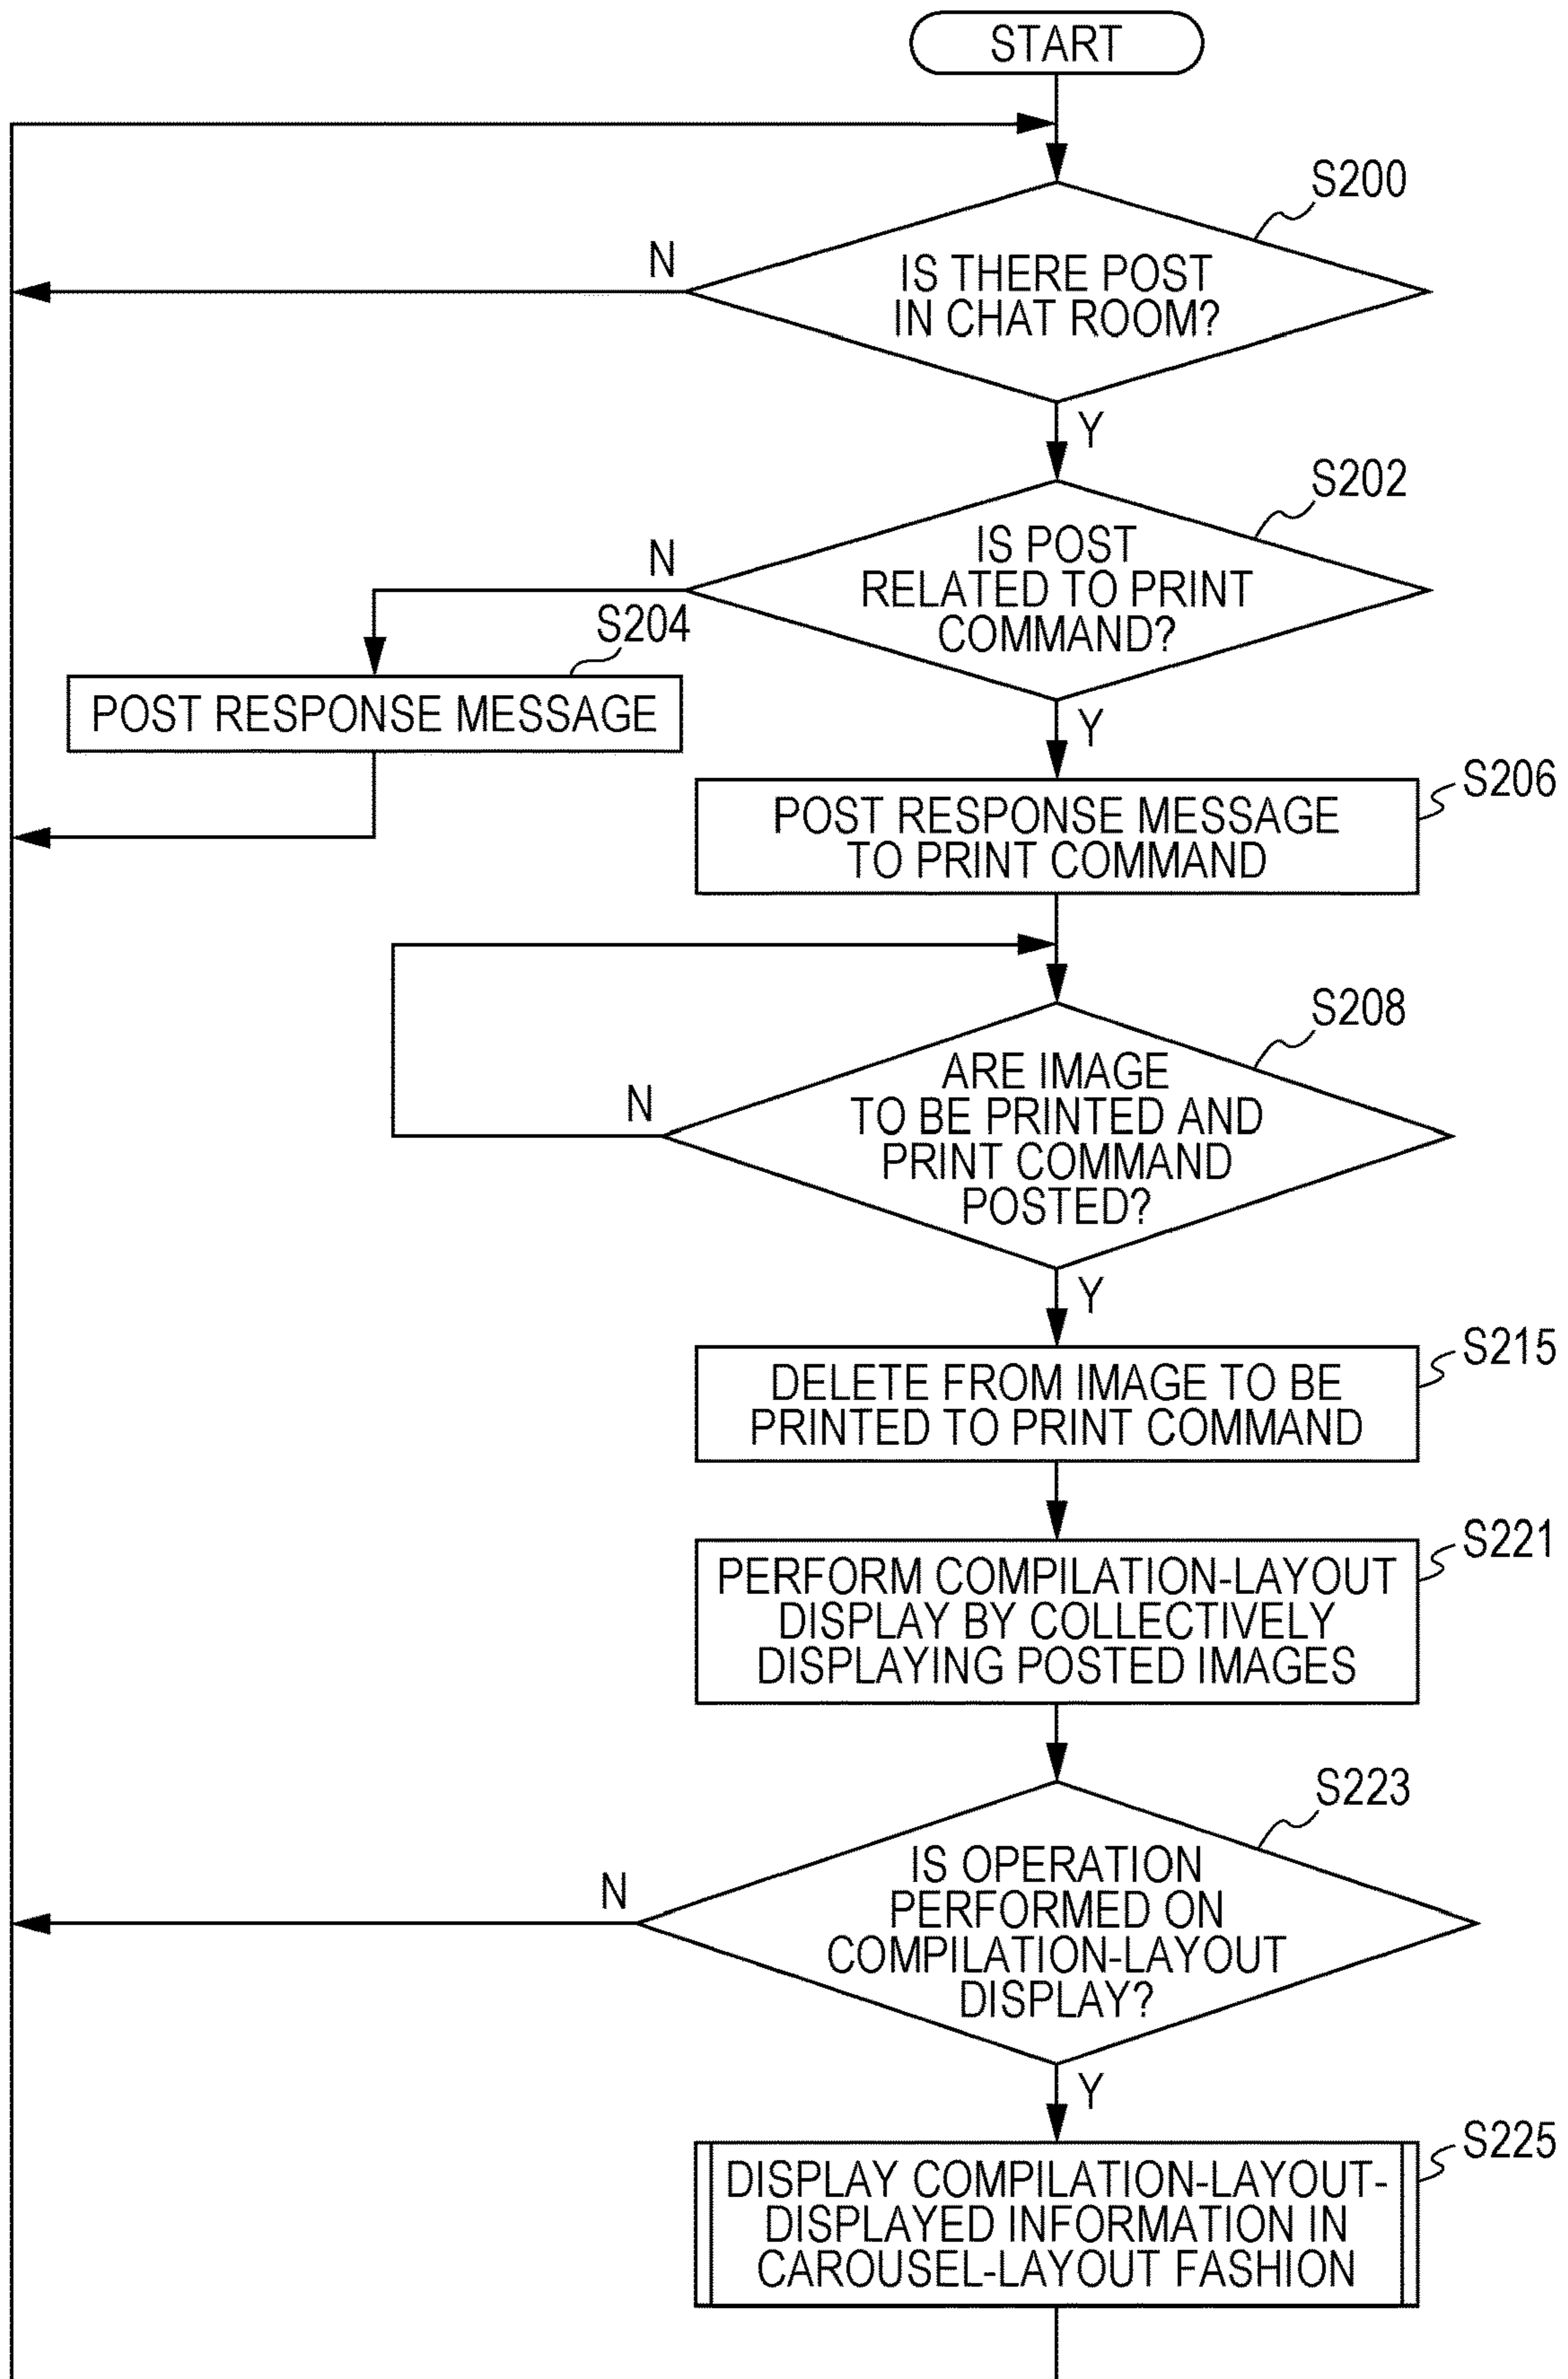 START
S200
N
IS THERE POST
IN CHAT ROOM?
Y
S202
N
IS POST
RELATED TO PRINT
COMMAND?
S204
POST RESPONSE MESSAGE
Y
S206
POST RESPONSE MESSAGE
TO PRINT COMMAND
S208
N
ARE IMAGE
TO BE PRINTED AND
PRINT COMMAND
POSTED?
Y
S215
DELETE FROM IMAGE TO BE
PRINTED TO PRINT COMMAND
S221
PERFORM COMPILATION-LAYOUT
DISPLAY BY COLLECTIVELY
DISPLAYING POSTED IMAGES
S223
N
IS OPERATION
PERFORMED ON
COMPILATION-LAYOUT
DISPLAY?
Y
S225
DISPLAY COMPILATION-LAYOUT-
DISPLAYED INFORMATION IN
CAROUSEL-LAYOUT FASHION